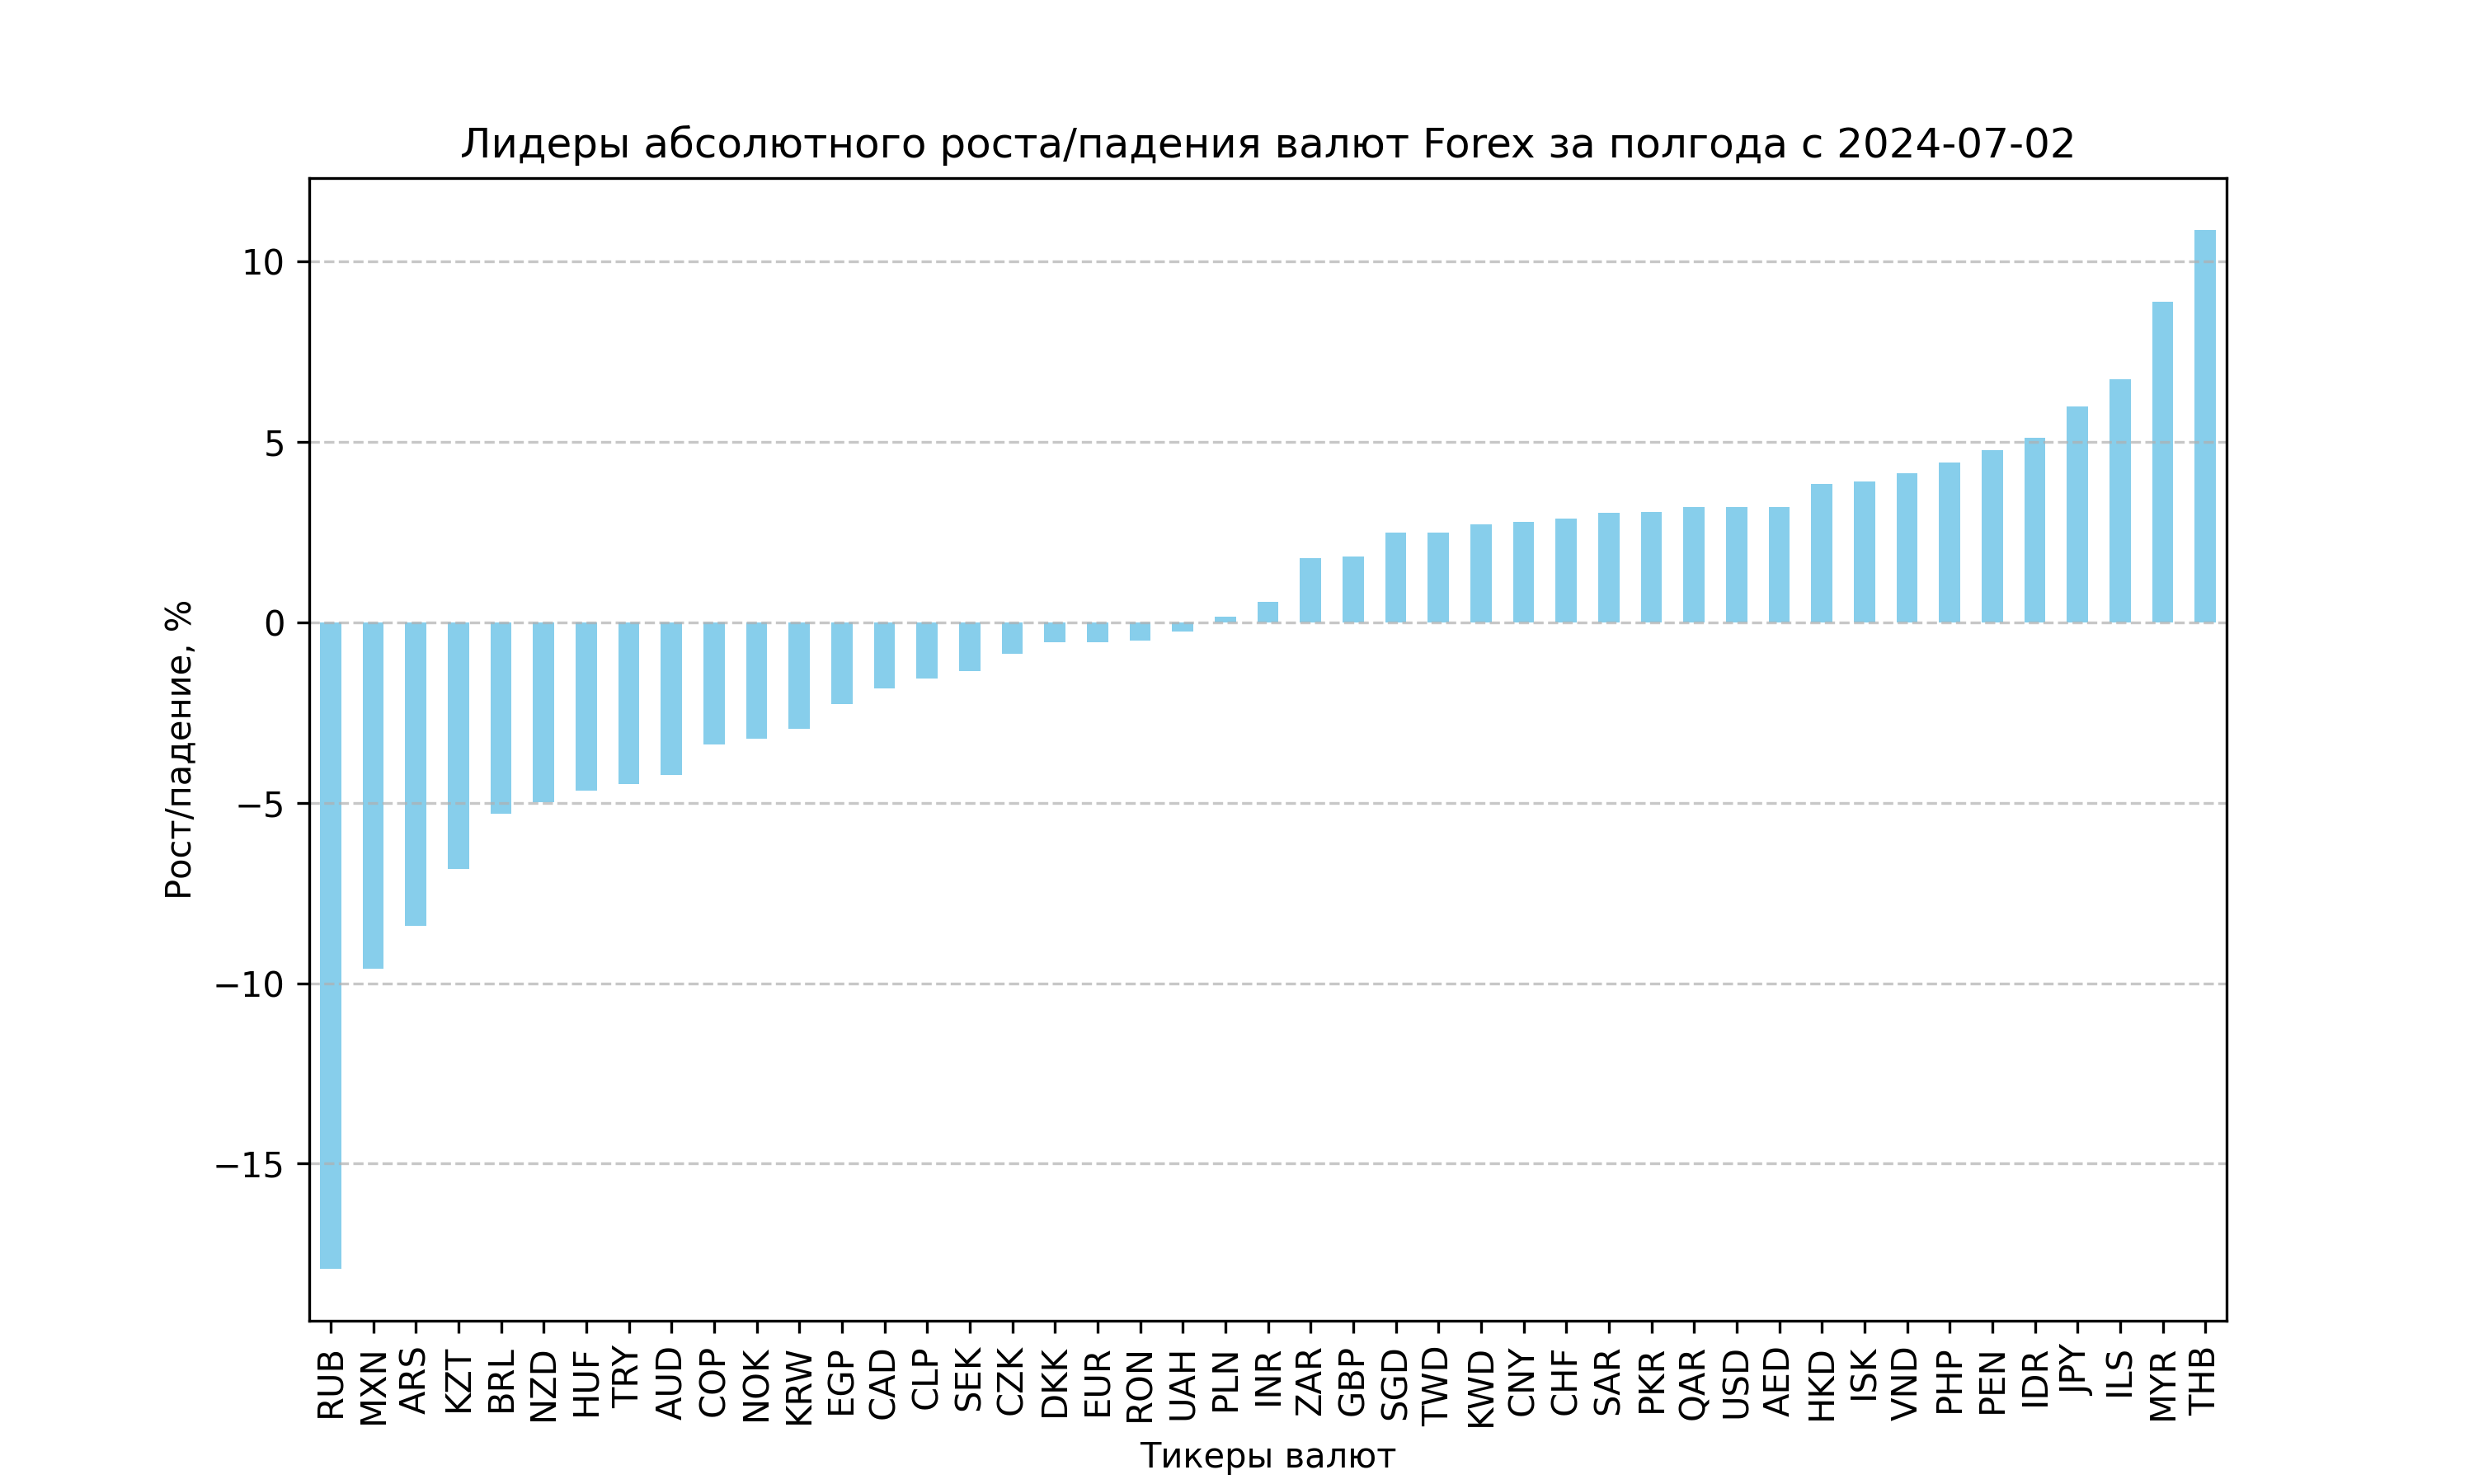 Лидеры абсолютного роста/падения валют Forex за полгода с 2024-07-02
Рост/падение, %
10
5
0
−5
−10
−15
RUB MXN ARS KZT BRL NZD HUF TRY AUD COP NOK KRW EGP CAD CLP SEK CZK DKK EUR RON UAH PLN INR ZAR GBP SGD TWD KWD CNY CHF SAR PKR QAR USD AED HKD ISK VND PHP PEN IDR JPY ILS MYR THB
Тикеры валют